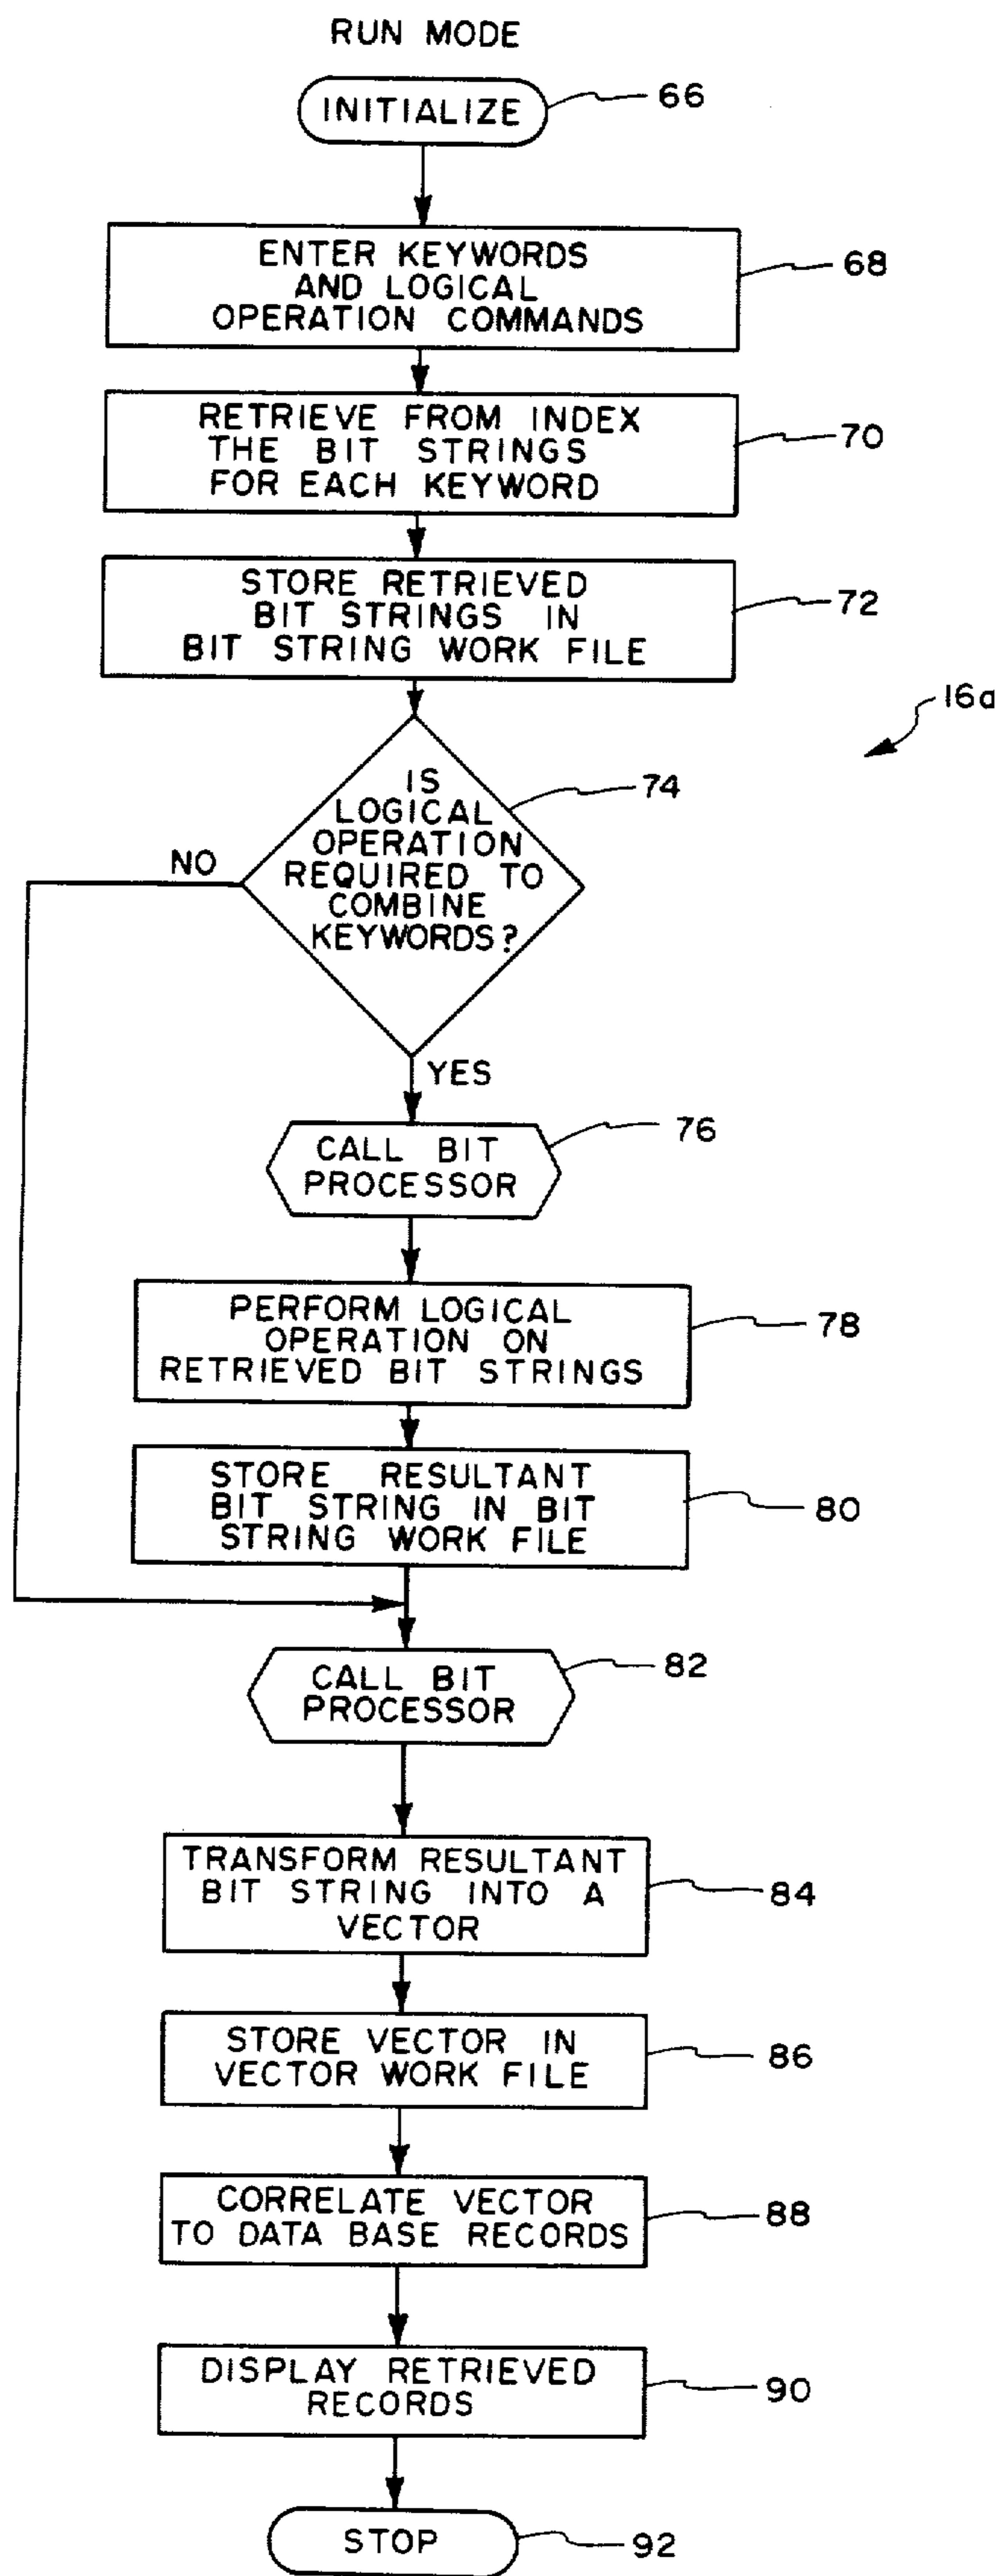 RUN MODE
INITIALIZE
66
ENTER KEYWORDS
AND LOGICAL
OPERATION COMMANDS
68
RETRIEVE FROM INDEX
THE BIT STRINGS
FOR EACH KEYWORD
70
STORE RETRIEVED
BIT STRINGS IN
BIT STRING WORK FILE
72
16a
IS
LOGICAL
OPERATION
REQUIRED TO
COMBINE
KEYWORDS?
74
NO
YES
CALL BIT
PROCESSOR
76
PERFORM LOGICAL
OPERATION ON
RETRIEVED BIT STRINGS
78
STORE RESULTANT
BIT STRING IN BIT
STRING WORK FILE
80
CALL BIT
PROCESSOR
82
TRANSFORM RESULTANT
BIT STRING INTO A
VECTOR
84
STORE VECTOR IN
VECTOR WORK FILE
86
CORRELATE VECTOR
TO DATA BASE RECORDS
88
DISPLAY RETRIEVED
RECORDS
90
STOP
92